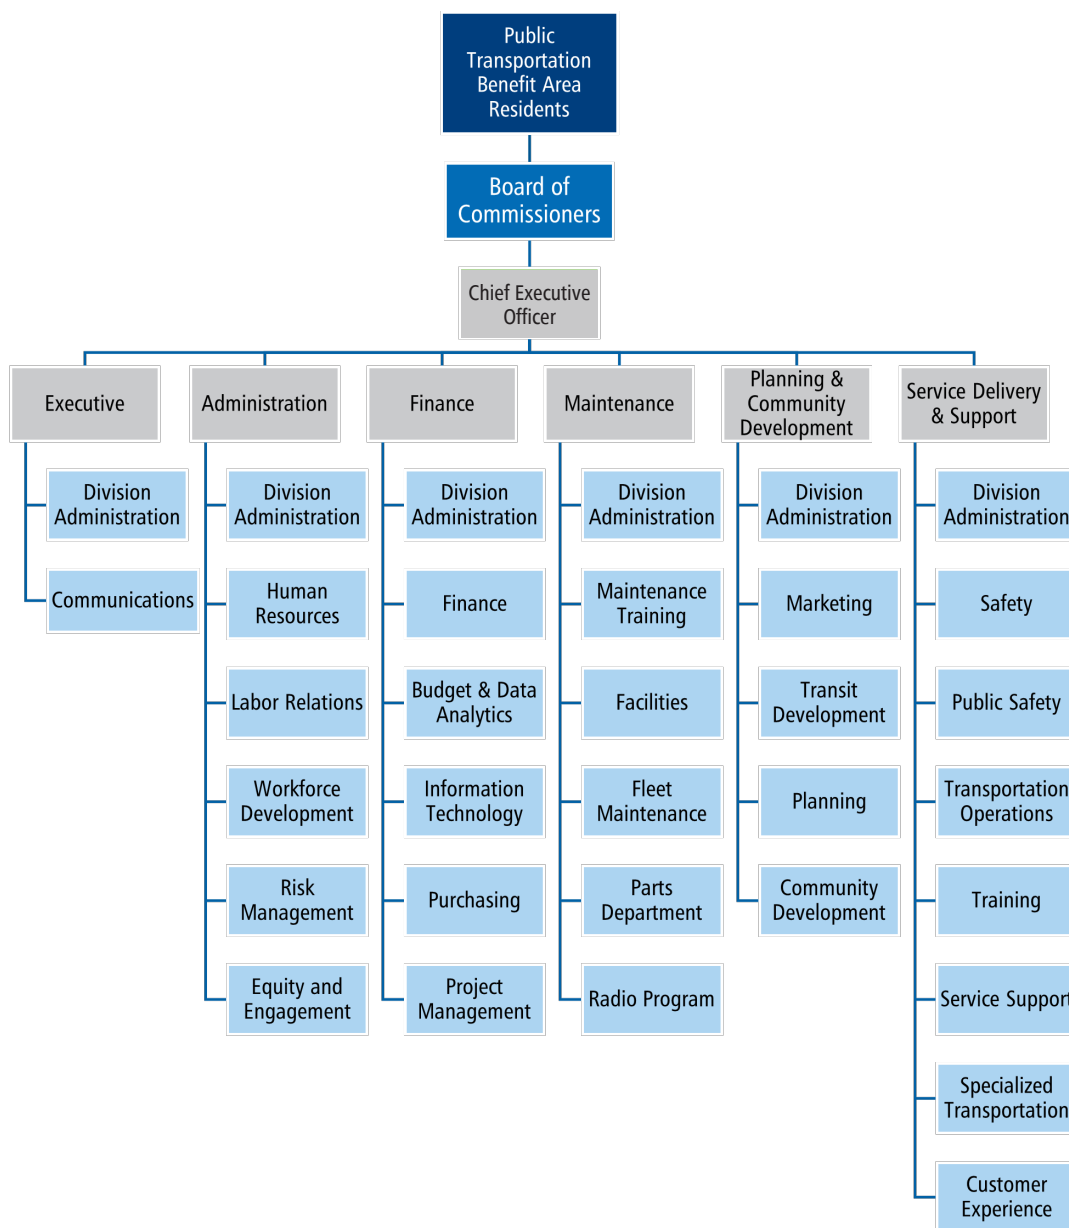 Public
Transportation
Benefit Area
Residents
Board of
Commissioners
Chief Executive
Officer
Executive
Administration
Finance
Maintenance
Planning &
Community
Development
Service Delivery
& Support
Division
Administration
Communications
Division
Administration
Human
Resources
Labor Relations
Workforce
Development
Risk
Management
Equity and
Engagement
Division
Administration
Finance
Budget & Data
Analytics
Information
Technology
Purchasing
Project
Management
Division
Administration
Maintenance
Training
Facilities
Fleet
Maintenance
Parts
Department
Radio Program
Division
Administration
Marketing
Transit
Development
Planning
Community
Development
Division
Administration
Safety
Public Safety
Transportation
Operations
Training
Service Support
Specialized
Transportation
Customer
Experience